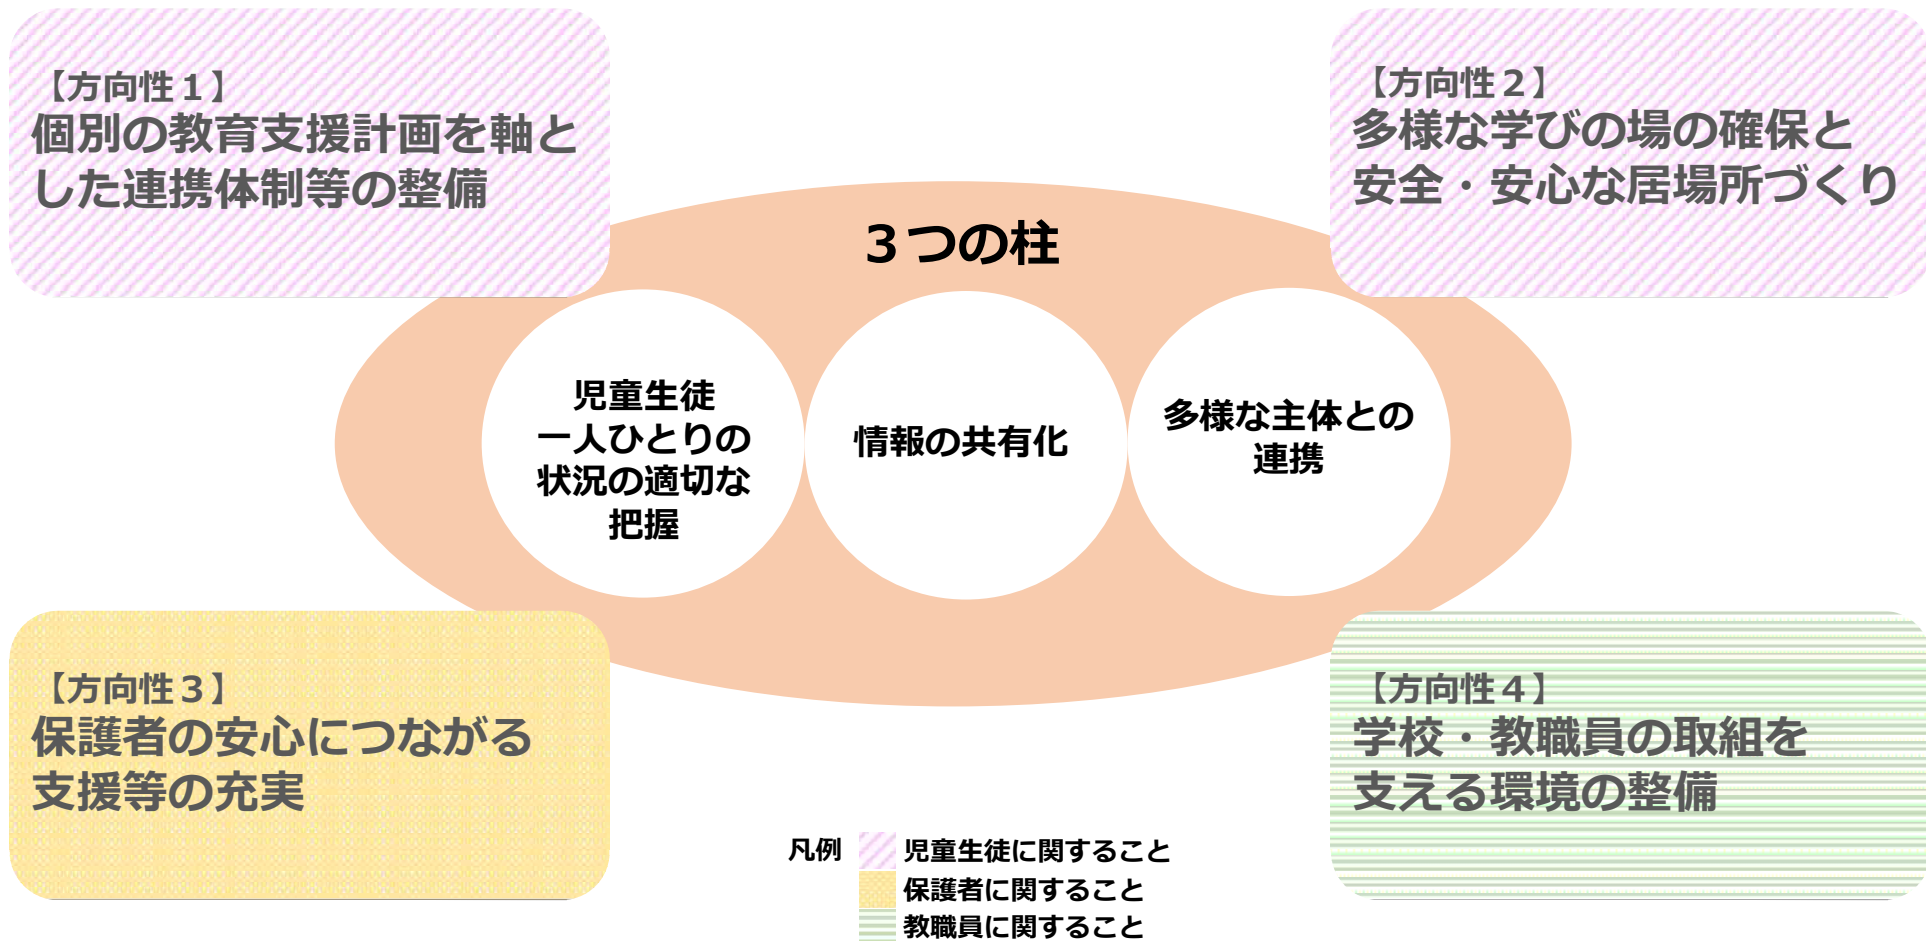 【方向性１】
個別の教育支援計画を軸と
した連携体制等の整備
【方向性２】
多様な学びの場の確保と
安全・安心な居場所づくり
３つの柱
児童生徒
一人ひとりの
状況の適切な
把握
情報の共有化
多様な主体との
連携
【方向性３】
保護者の安心につながる
支援等の充実
【方向性４】
学校・教職員の取組を
支える環境の整備
凡例 児童生徒に関すること
保護者に関すること
教職員に関すること